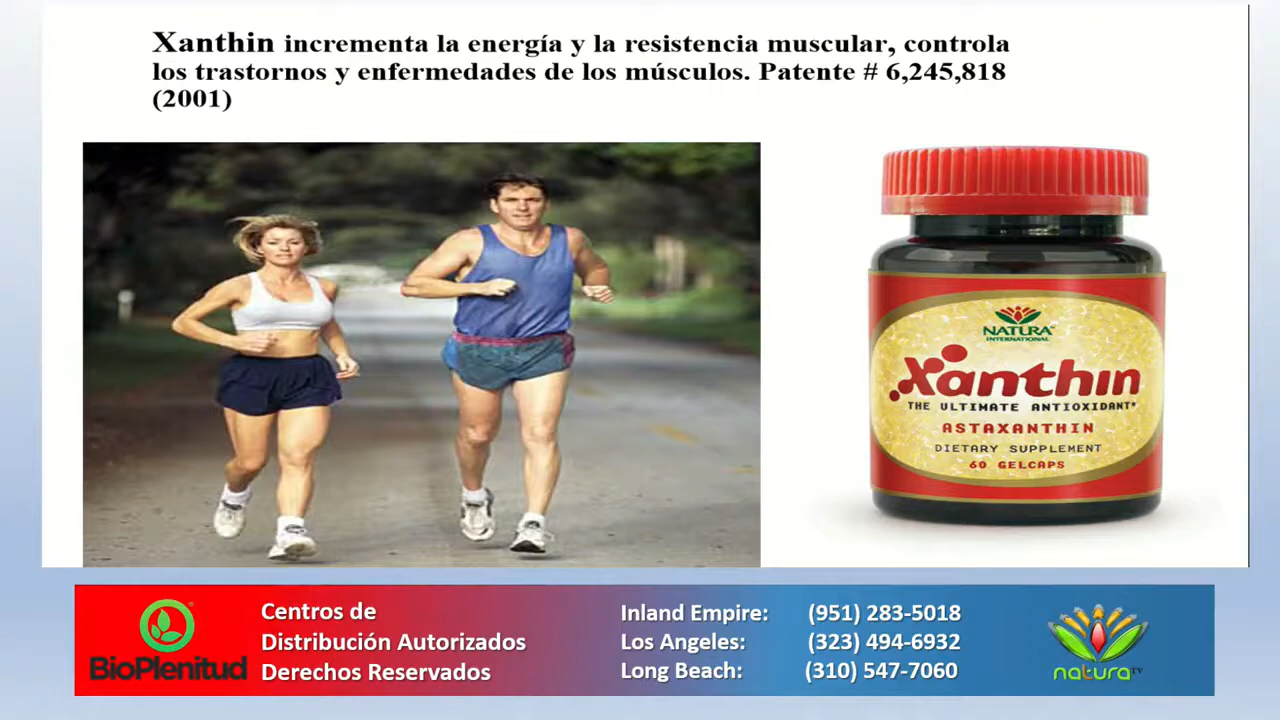 Xanthin incrementa la energía y la resistencia muscular, controla
los trastornos y enfermedades de los músculos. Patente # 6,245,818
(2001)
NATURA
INTERNATIONAL
Xanthin
THE ULTIMATE ANTIOXIDANT*
ASTAXANTHIN
DIETARY SUPPLEMENT
60 GELCAPS
BioPlenitud
Centros de
Distribución Autorizados
Derechos Reservados
Inland Empire: (951) 283-5018
Los Angeles: (323) 494-6932
Long Beach: (310) 547-7060
natura TV